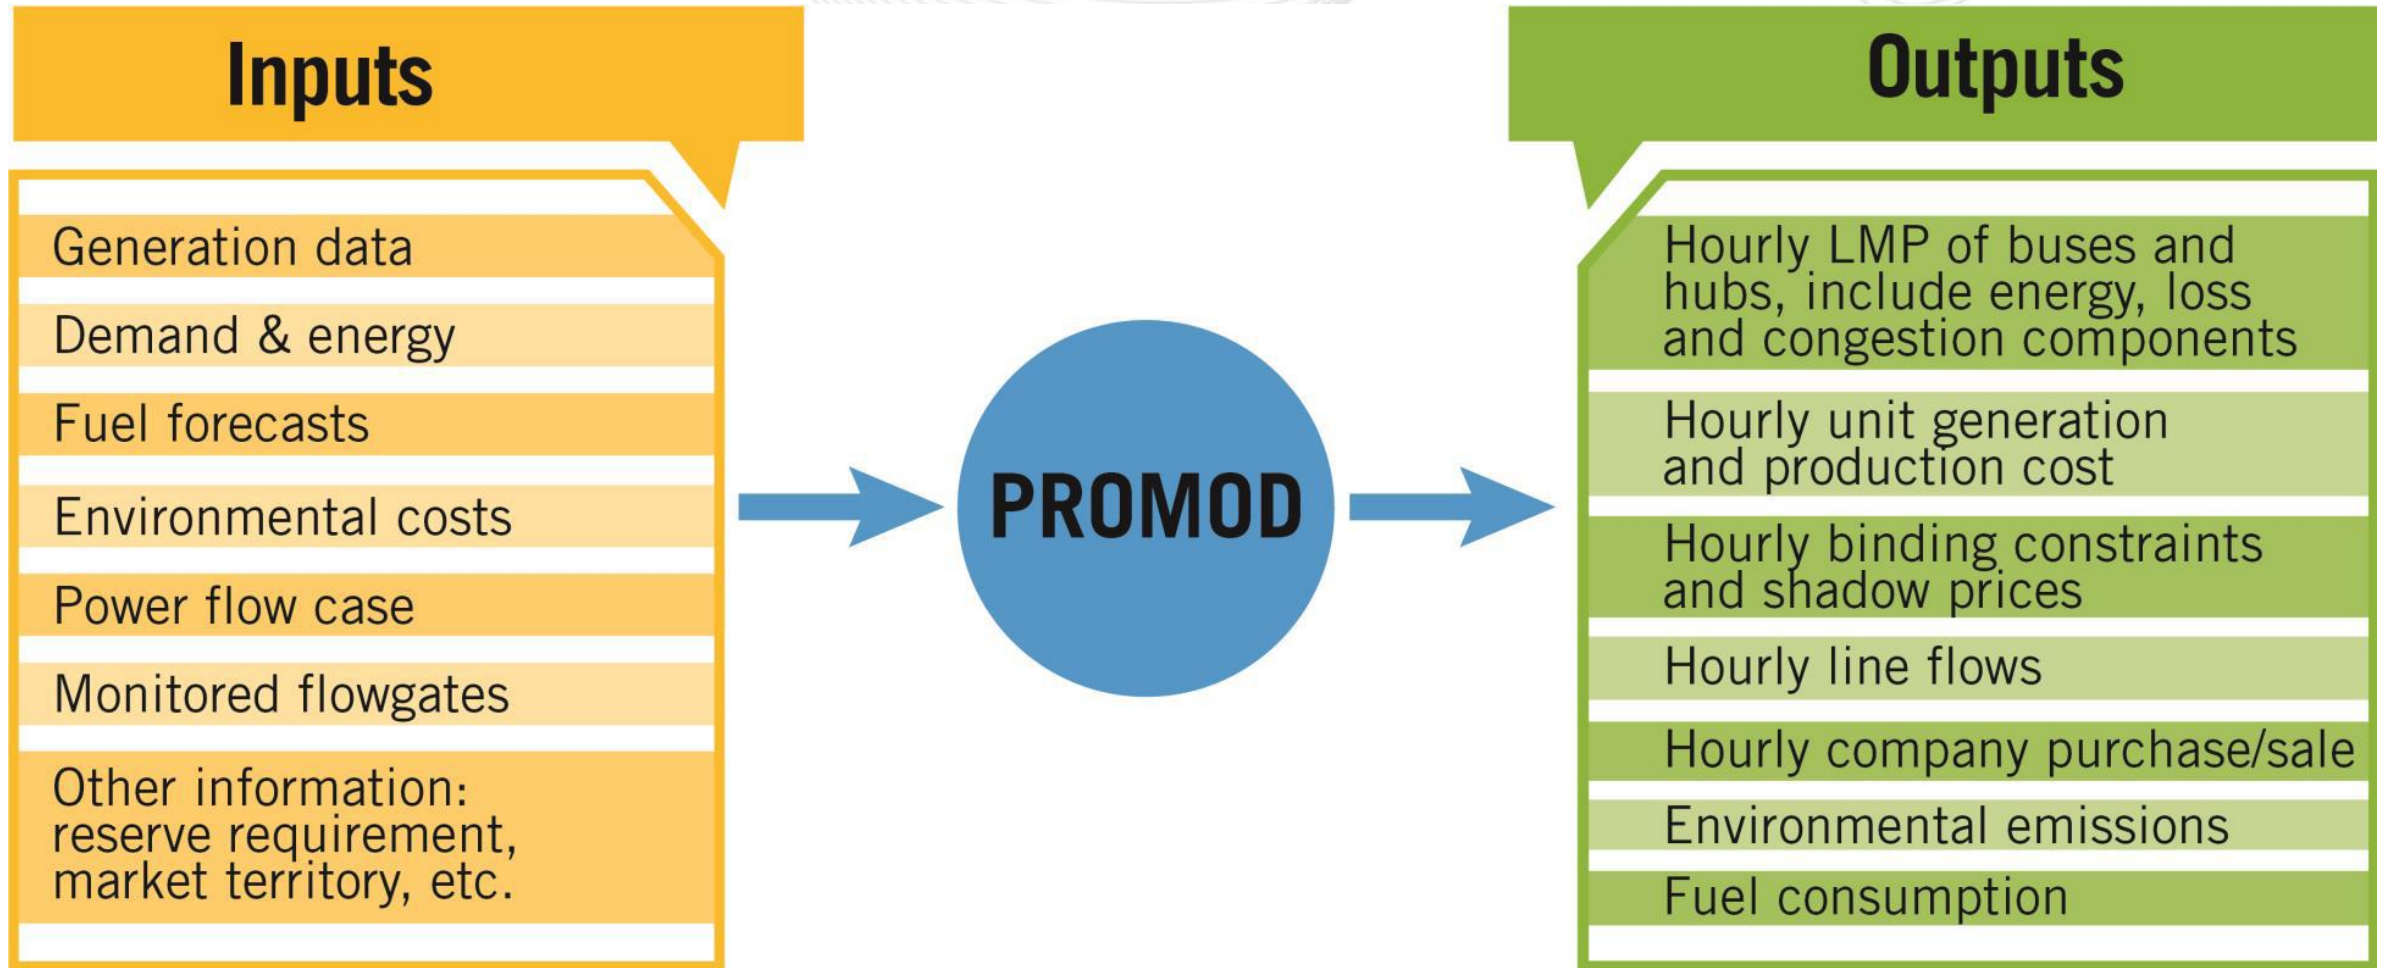 Inputs
Generation data
Demand & energy
Fuel forecasts
Environmental costs
Power flow case
Monitored flowgates
Other information:
reserve requirement,
market territory, etc.
PROMOD
Outputs
Hourly LMP of buses and
hubs, include energy, loss
and congestion components
Hourly unit generation
and production cost
Hourly binding constraints
and shadow prices
Hourly line flows
Hourly company purchase/sale
Environmental emissions
Fuel consumption